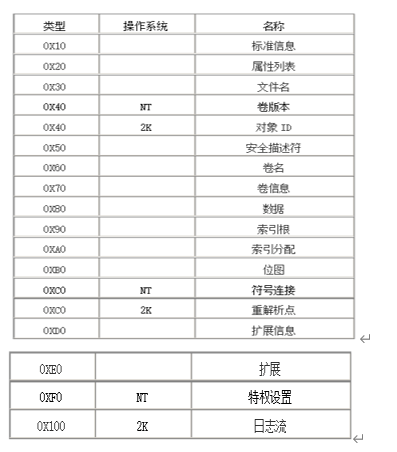 类型 操作系统 名称
0X10 标准信息
0X20 属性列表
0X30 文件名
0X40 NT 卷版本
0X40 2K 对象 ID
0X50 安全描述符
0X60 卷名
0X70 卷信息
0X80 数据
0X90 索引根
0XA0 索引分配
0XB0 位图
0XC0 NT 符号连接
0XC0 2K 重解析点
0XD0 扩展信息
0XE0 扩展
0XF0 NT 特权设置
0X100 2K 日志流